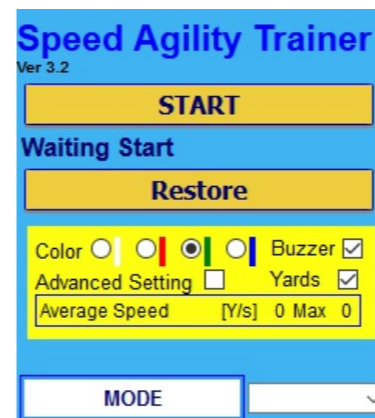 Speed Agility Trainer
Ver 3.2
START
Waiting Start
Restore
Color Buzzer
Advanced Setting Yards
Average Speed [Y/s] 0 Max 0
MODE